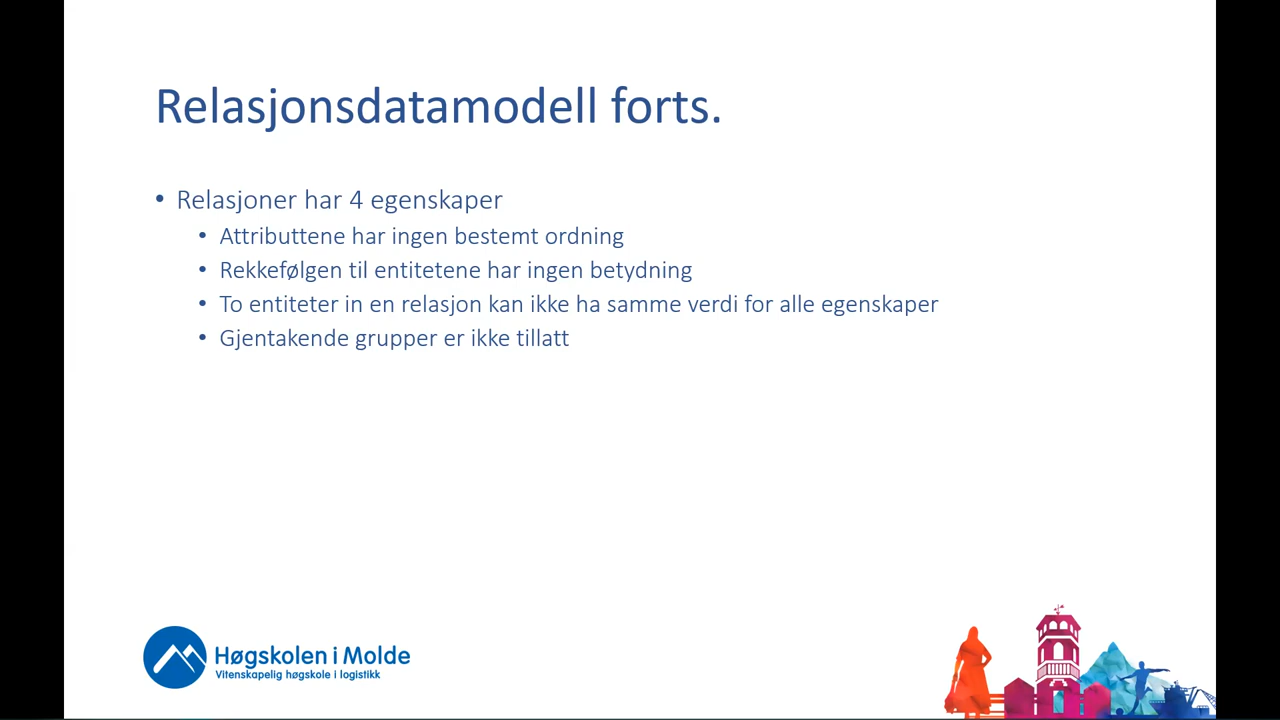 Relasjonsdatamodell forts.
• Relasjoner har 4 egenskaper
• Attributtene har ingen bestemt ordning
• Rekkefølgen til entitetene har ingen betydning
• To entiteter in en relasjon kan ikke ha samme verdi for alle egenskaper
• Gjentakende grupper er ikke tillatt
Høgskolen i Molde
Vitenskapelig høgskole i logistikk